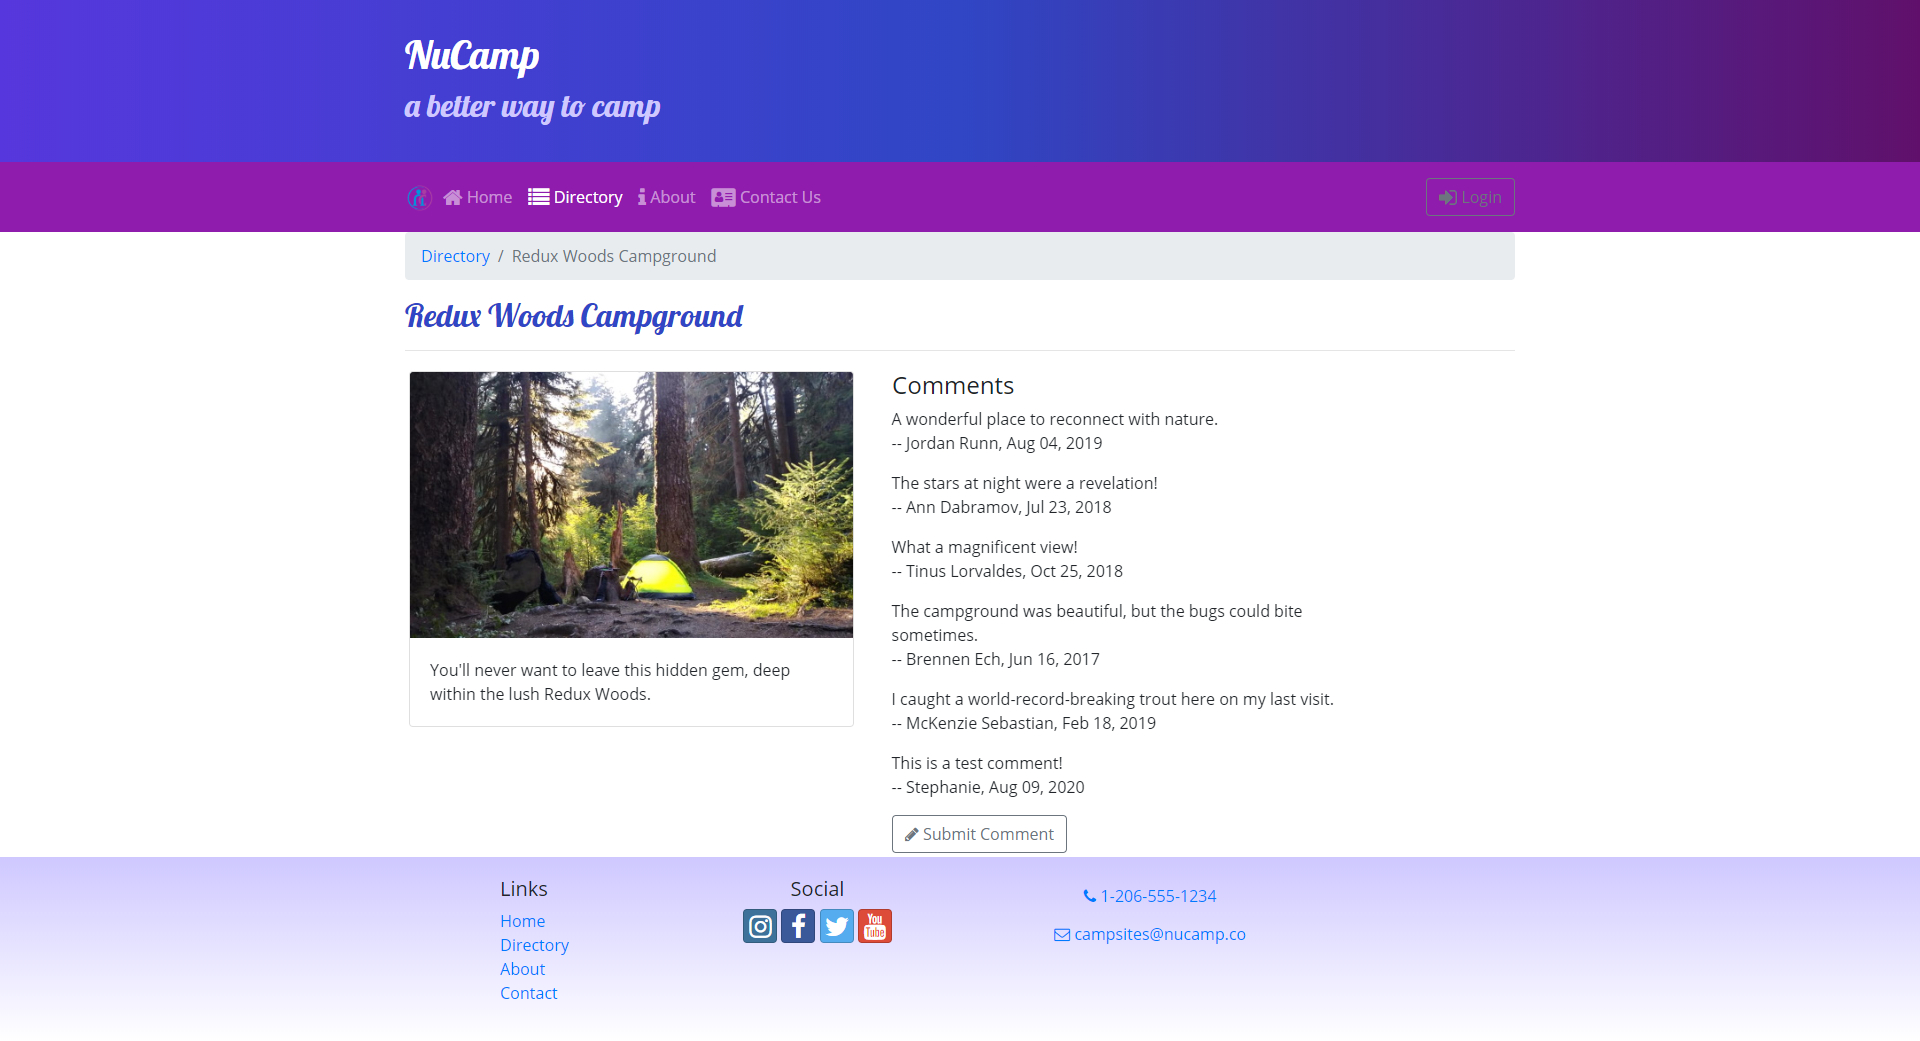 NuCamp
a better way to camp
Home Directory About Contact Us Login
Directory / Redux Woods Campground
Redux Woods Campground
You'll never want to leave this hidden gem, deep
within the lush Redux Woods.
Comments
A wonderful place to reconnect with nature.
-- Jordan Runn, Aug 04, 2019
The stars at night were a revelation!
-- Ann Dabramov, Jul 23, 2018
What a magnificent view!
-- Tinus Lorvaldes, Oct 25, 2018
The campground was beautiful, but the bugs could bite
sometimes.
-- Brennen Ech, Jun 16, 2017
I caught a world-record-breaking trout here on my last visit.
-- McKenzie Sebastian, Feb 18, 2019
This is a test comment!
-- Stephanie, Aug 09, 2020
Submit Comment
Links
Home
Directory
About
Contact
Social
You
Tube
1-206-555-1234
campsites@nucamp.co